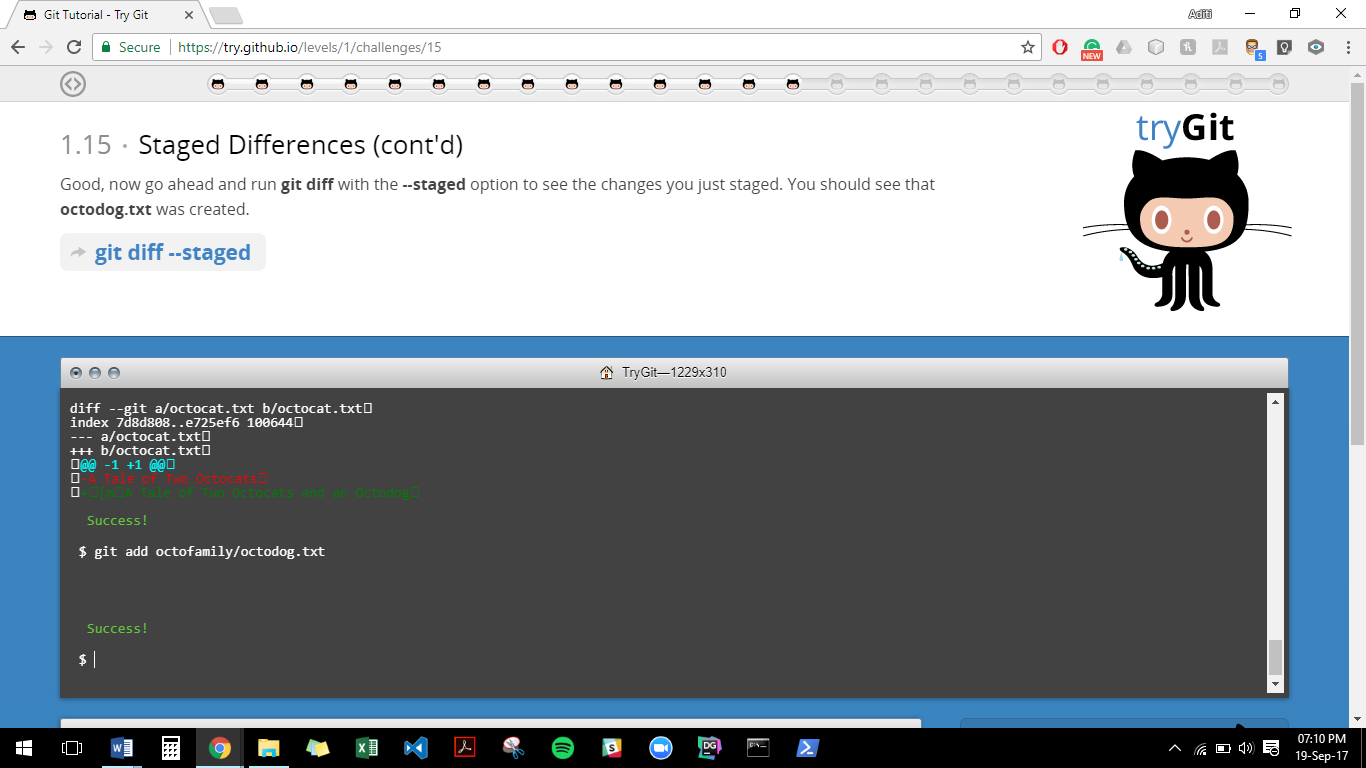 Git Tutorial - Try Git
Aditi
Secure
https://try.github.io/levels/1/challenges/15
NEW
5
1.15 · Staged Differences (cont'd)
Good, now go ahead and run git diff with the --staged option to see the changes you just staged. You should see that
octodog.txt was created.
git diff --staged
tryGit
TryGit—1229x310
diff --git a/octocat.txt b/octocat.txt
index 7d8d808..e725ef6 100644
--- a/octocat.txt
+++ b/octocat.txt
@@ -1 +1 @@
-A Tale of Two Octocats
A Tale of Two Octocats and an Octodog
Success!
$ git add octofamily/octodog.txt
Success!
$
DG
07:10 PM
19-Sep-17